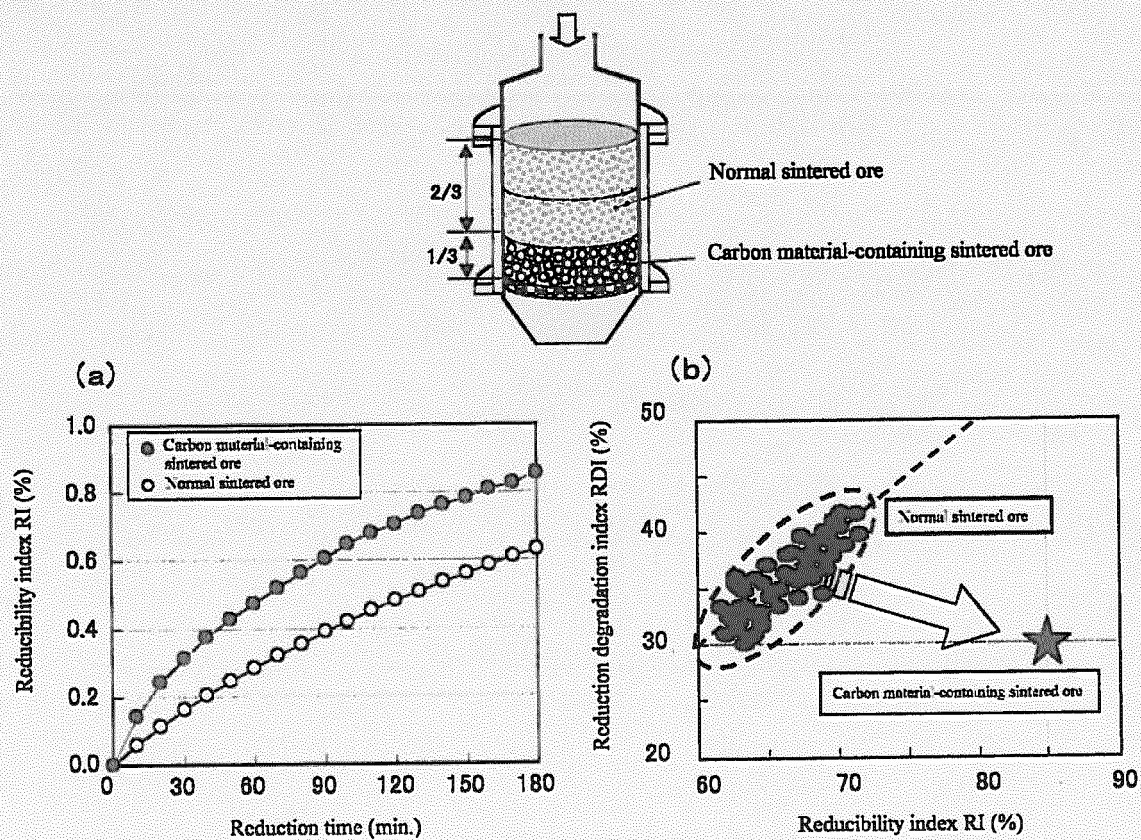 2/3
Normal sintered ore
1/3
Carbon material-containing sintered ore
(a)
Reducibility index RI (%)
1.0
0.8
0.6
0.4
0.2
0.0
Carbon material-containing
sintered ore
Normal sintered ore
0 30 60 90 120 150 180
Reduction time (min.)
(b)
Reduction degradation index RDI (%)
50
40
30
20
Normal sintered ore
Carbon material-containing sintered ore
60 70 80 90
Reducibility index RI (%)